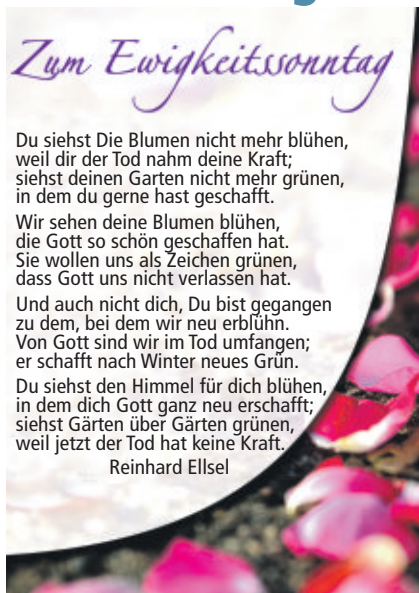 Zum Ewigkeitssonntag
Du siehst Die Blumen nicht mehr blühen,
weil dir der Tod nahm deine Kraft;
siehst deinen Garten nicht mehr grünen,
in dem du gerne hast geschafft.
Wir sehen deine Blumen blühen,
die Gott so schön geschaffen hat.
Sie wollen uns als Zeichen grünen,
dass Gott uns nicht verlassen hat.
Und auch nicht dich, Du bist gegangen
zu dem, bei dem wir neu erblühn.
Von Gott sind wir im Tod umfangen;
er schafft nach Winter neues Grün.
Du siehst den Himmel für dich blühen,
in dem dich Gott ganz neu erschafft;
siehst Gärten über Gärten grünen,
weil jetzt der Tod hat keine Kraft.
Reinhard Ellsel